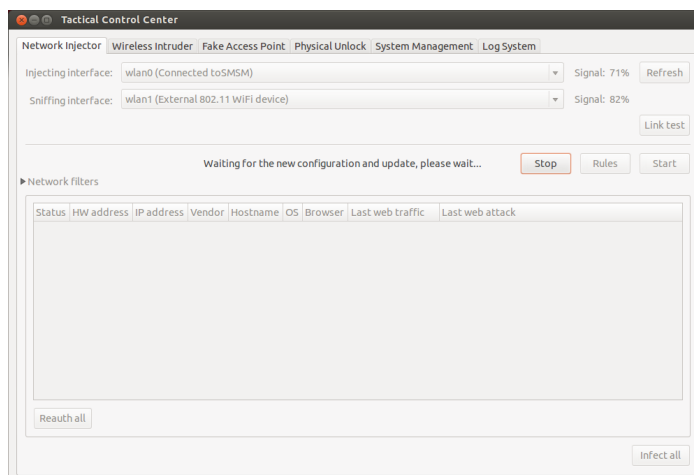 Tactical Control Center
Network Injector Wireless Intruder Fake Access Point Physical Unlock System Management Log System
Injecting interface: wlan0 (Connected toSMSM) Signal: 71% Refresh
Sniffing interface: wlan1 (External 802.11 WiFi device) Signal: 82%
Link test
Waiting for the new configuration and update, please wait... Stop Rules Start
Network filters
Status HW address IP address Vendor Hostname OS Browser Last web traffic Last web attack
Reauth all
Infect all